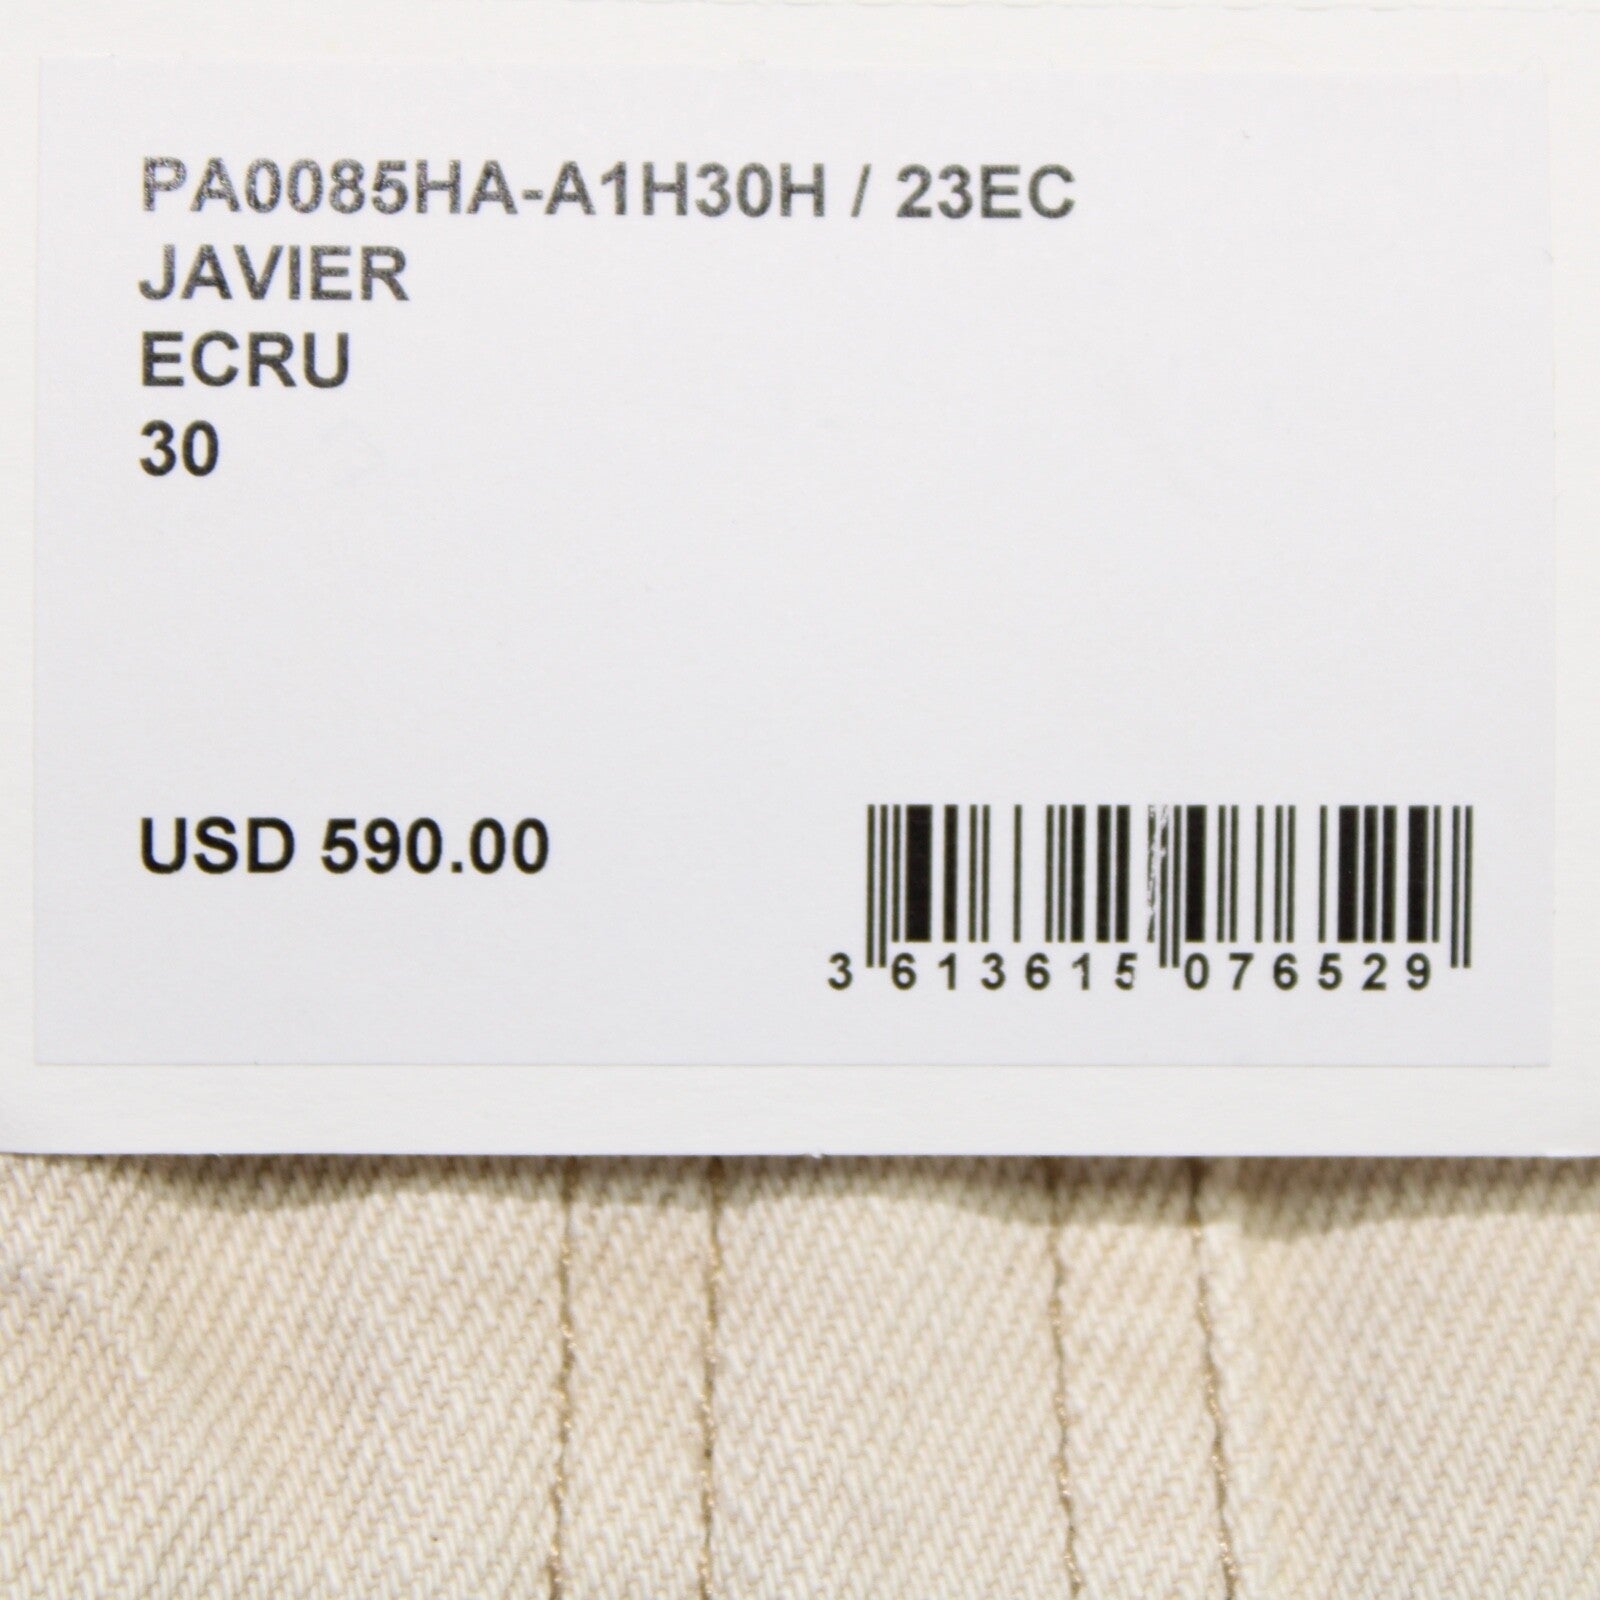 PA0085HA-A1H30H / 23EC
JAVIER
ECRU
30
USD 590.00
3 613615 076529